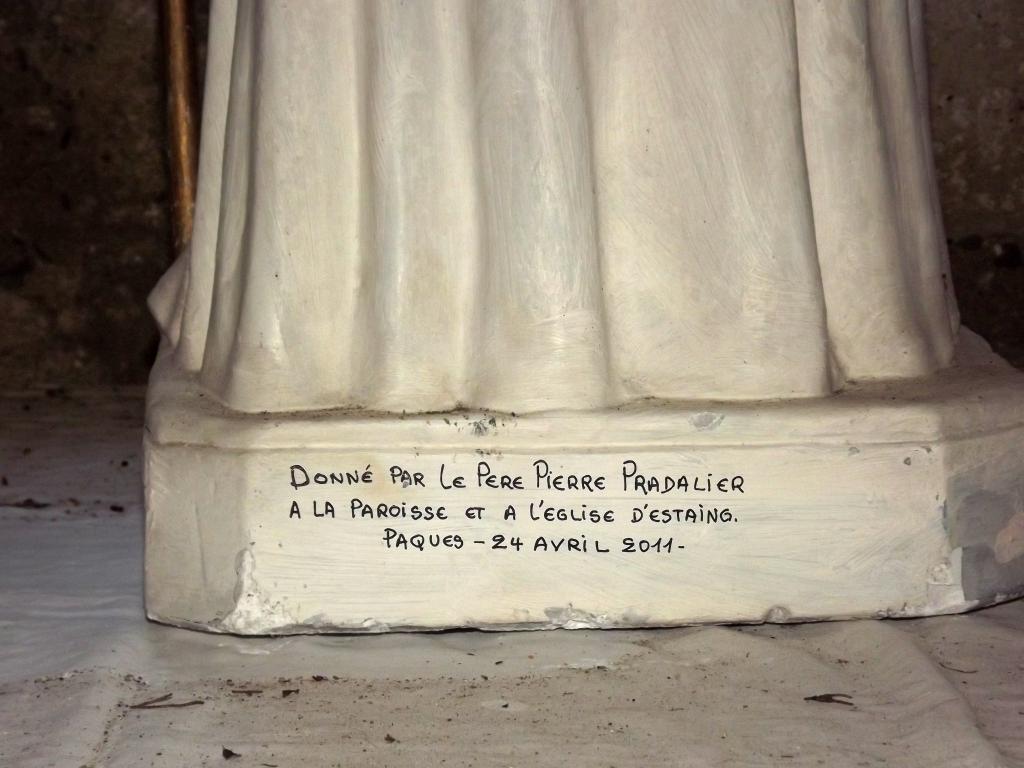 DONNÉ PAR LE PERE PIERRE PRADALIER
A LA PAROISSE ET A L'EGLISE D'ESTAING.
PAQUES - 24 AVRIL 2011 -